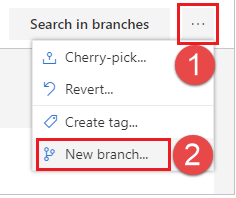 Search in branches
...
1
Cherry-pick...
Revert...
Create tag...
New branch...
2